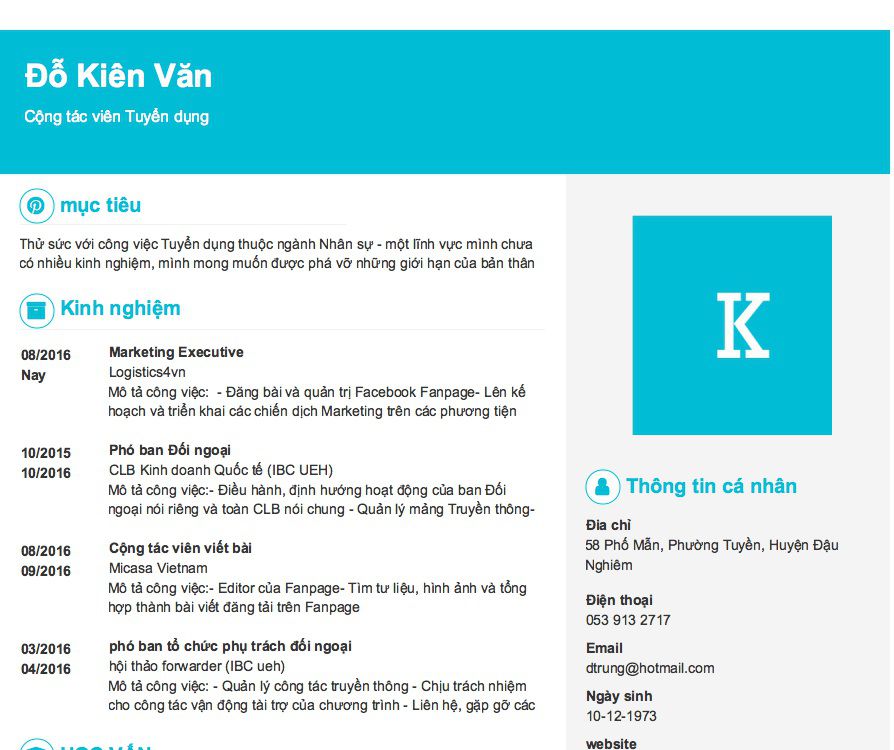 Đỗ Kiên Văn
Cộng tác viên Tuyển dụng
mục tiêu
Thử sức với công việc Tuyển dụng thuộc ngành Nhân sự - một lĩnh vực mình chưa
có nhiều kinh nghiệm, mình mong muốn được phá vỡ những giới hạn của bản thân
Kinh nghiệm
08/2016
Nay
Marketing Executive
Logistics4vn
Mô tả công việc:  - Đăng bài và quản trị Facebook Fanpage- Lên kế
hoạch và triển khai các chiến dịch Marketing trên các phương tiện
10/2015
10/2016
Phó ban Đối ngoại
CLB Kinh doanh Quốc tế (IBC UEH)
Mô tả công việc:- Điều hành, định hướng hoạt động của ban Đối
ngoại nói riêng và toàn CLB nói chung - Quản lý mảng Truyền thông-
08/2016
09/2016
Cộng tác viên viết bài
Micasa Vietnam
Mô tả công việc:- Editor của Fanpage- Tìm tư liệu, hình ảnh và tổng
hợp thành bài viết đăng tải trên Fanpage
03/2016
04/2016
phó ban tổ chức phụ trách đối ngoại
hội thảo forwarder (IBC ueh)
Mô tả công việc: - Quản lý công tác truyền thông - Chịu trách nhiệm
cho công tác vận động tài trợ của chương trình - Liên hệ, gặp gỡ các
HỌC VẤN
K
Thông tin cá nhân
Đia chỉ
58 Phố Mẫn, Phường Tuyền, Huyện Đậu
Nghiêm
Điện thoại
053 913 2717
Email
dtrung@hotmail.com
Ngày sinh
10-12-1973
website